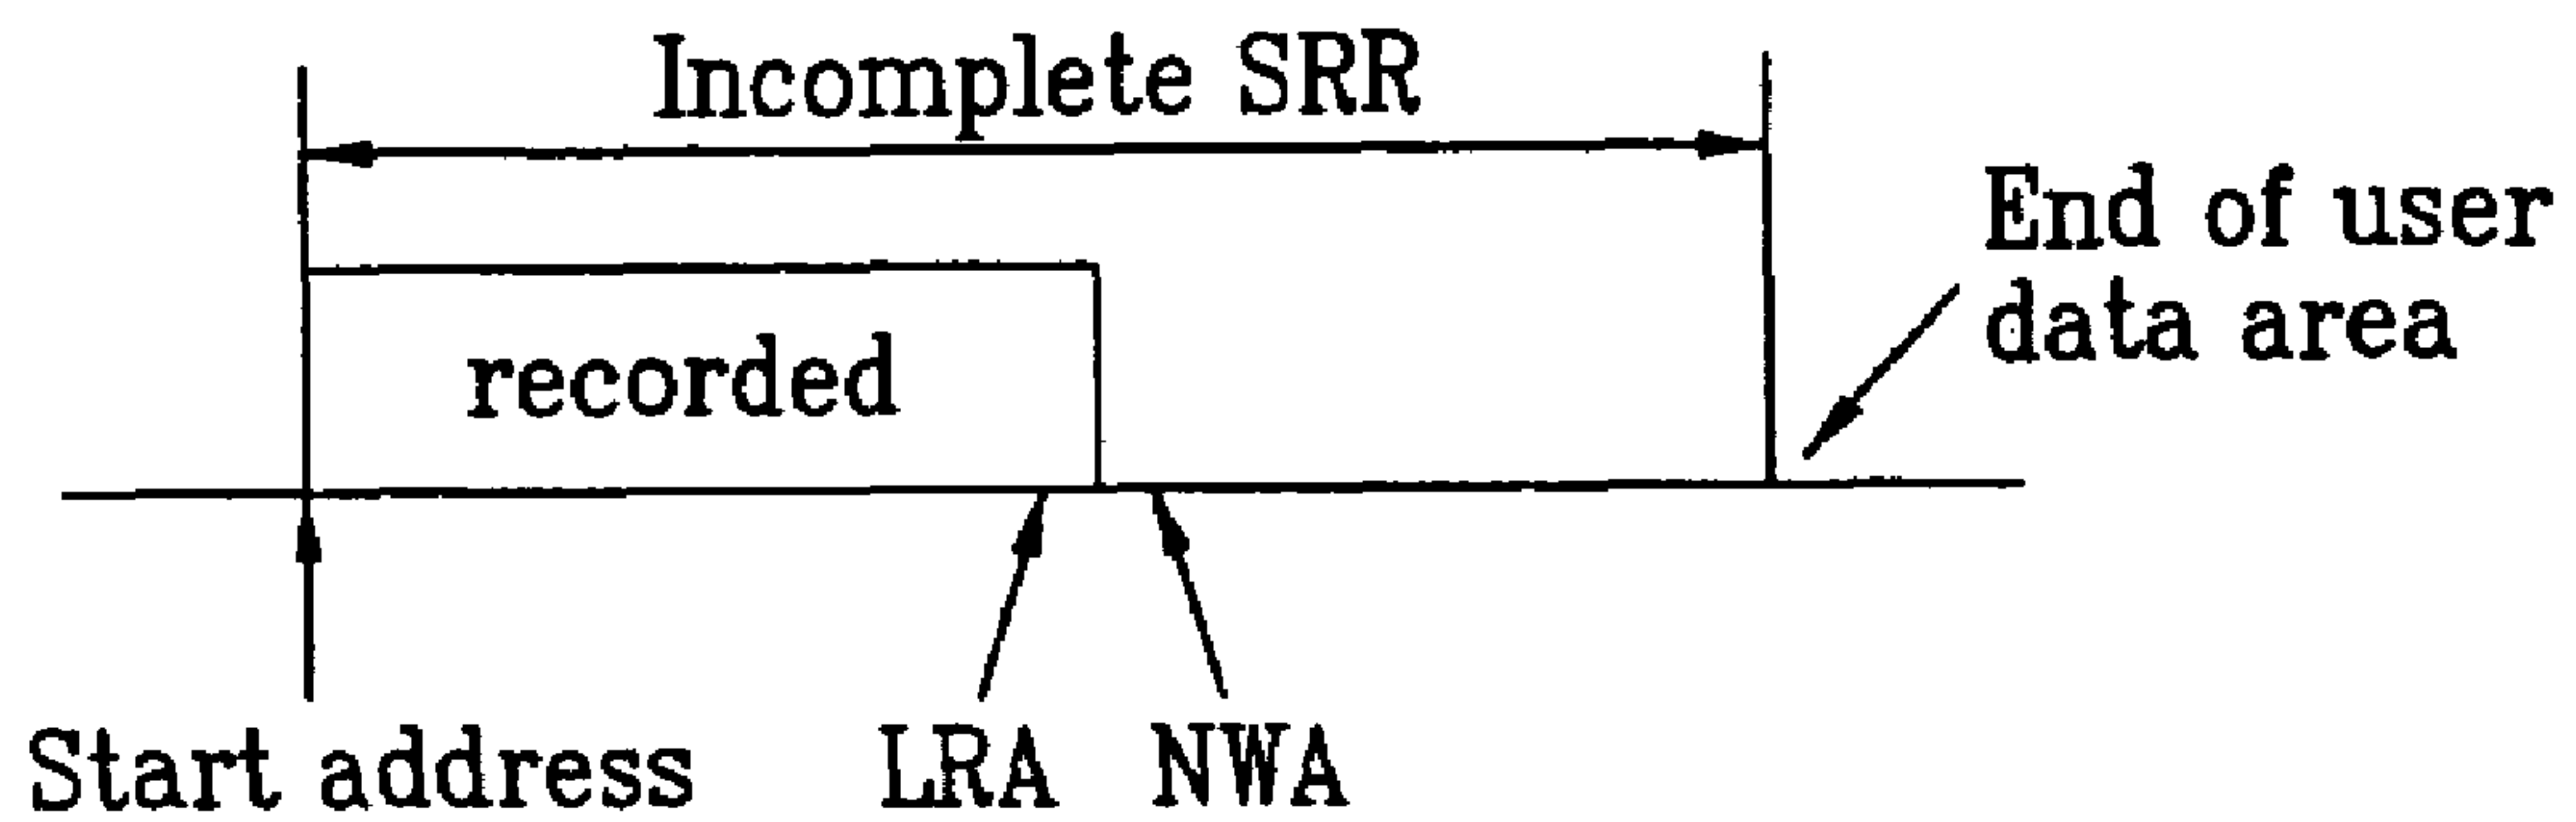 Incomplete SRR
End of user
data area
recorded
Start address
LRA
NWA